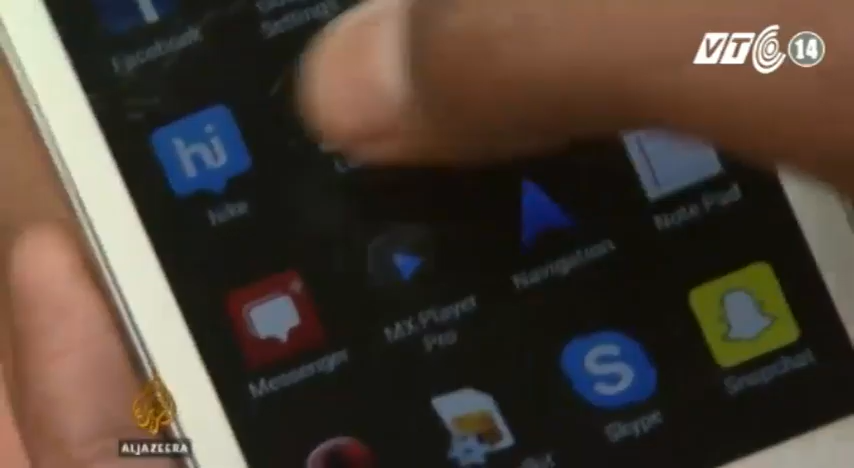 Facebook
Settings
VTC 14
hi
hike
Note Pad
Navigation
MX Player
Pro
Messenger
Snapchat
S
Skype
ALJAZEERA